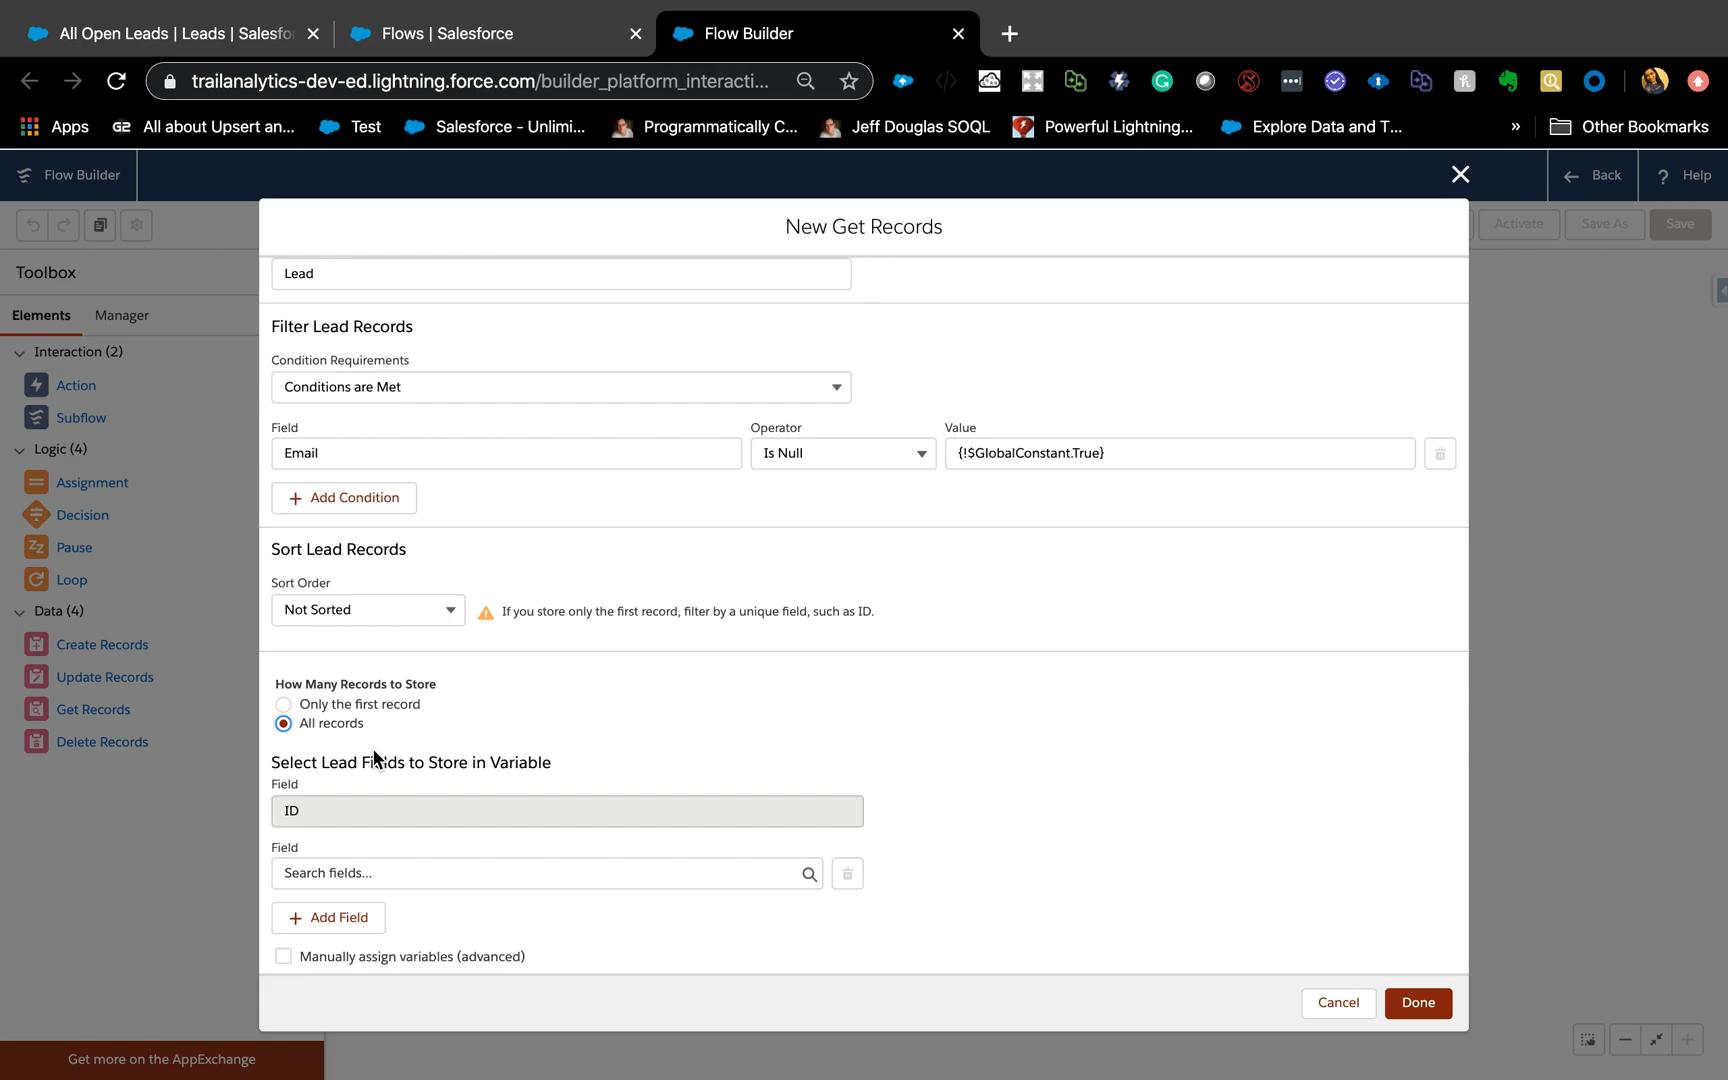 All Open Leads | Leads | Salesfo
Flows | Salesforce
Flow Builder
trailanalytics-dev-ed.lightning.force.com/builder_platform_interacti...
Apps
All about Upsert an...
Test
Salesforce - Unlimi...
Programmatically C...
Jeff Douglas SOQL
Powerful Lightning...
Explore Data and T...
»
Other Bookmarks
Flow Builder
Back
? Help
New Get Records
Activate
Save As
Save
Toolbox
Elements
Manager
Interaction (2)
Action
Subflow
Logic (4)
Assignment
Decision
Pause
Loop
Data (4)
Create Records
Update Records
Get Records
Delete Records
Get more on the AppExchange
Lead
Filter Lead Records
Condition Requirements
Conditions are Met
Field
Operator
Value
Email
Is Null
{!$GlobalConstant.True}
+ Add Condition
Sort Lead Records
Sort Order
Not Sorted
If you store only the first record, filter by a unique field, such as ID.
How Many Records to Store
Only the first record
All records
Select Lead Fields to Store in Variable
Field
ID
Field
Search fields...
+ Add Field
Manually assign variables (advanced)
Cancel
Done